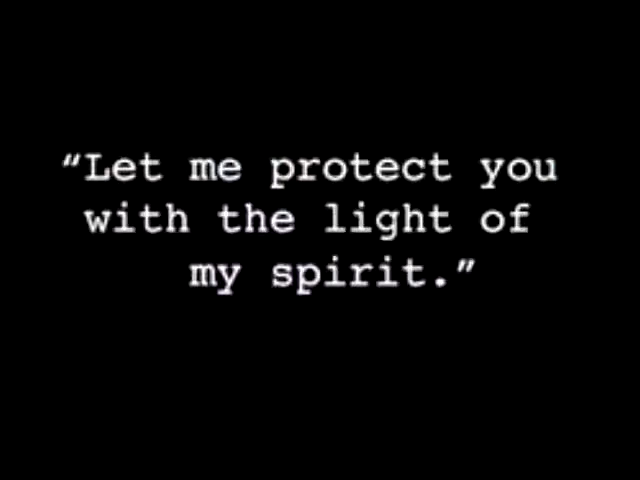 “Let me protect you
with the light of
my spirit.”